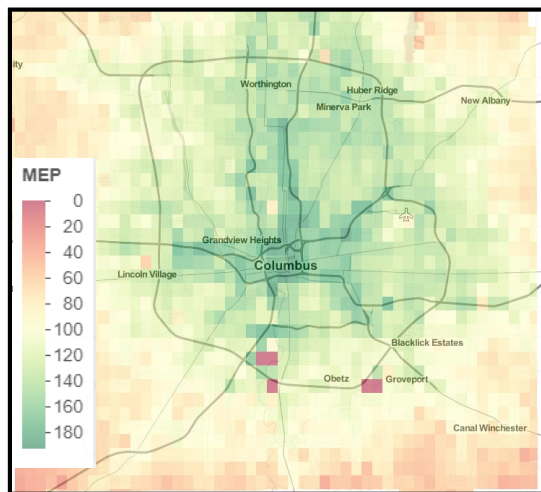 Worthington
Huber Ridge
ity
Minerva Park
New Albany
MEP
0
20
40
60
80
100
120
140
160
180
Grandview Heights
Columbus
Lincoln Village
Blacklick Estates
Obetz
Groveport
Canal Winchester